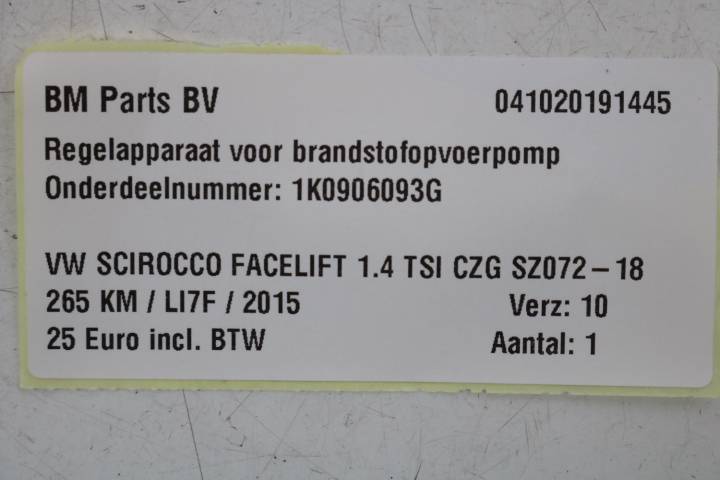 BM Parts BV 041020191445
Regelapparaat voor brandstofopvoerpomp
Onderdeelnummer: 1K0906093G
VW SCIROCCO FACELIFT 1.4 TSI CZG SZ072-18
265 KM / LI7F / 2015 Verz: 10
25 Euro incl. BTW Aantal: 1